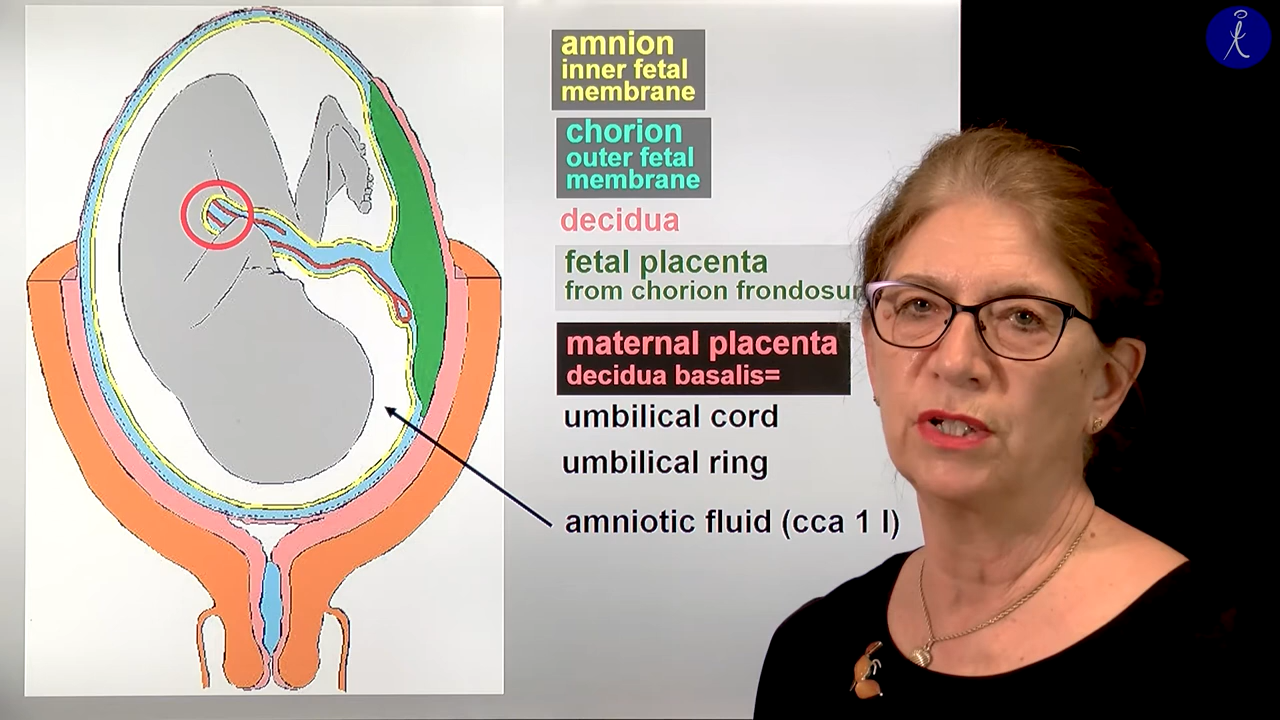 amnion
inner fetal
membrane
chorion
outer fetal
membrane
decidua
fetal placenta
from chorion
maternal placenta
decidua basalis=
umbilical cord
umbilical ring
amniotic fluid (cca 1 l)